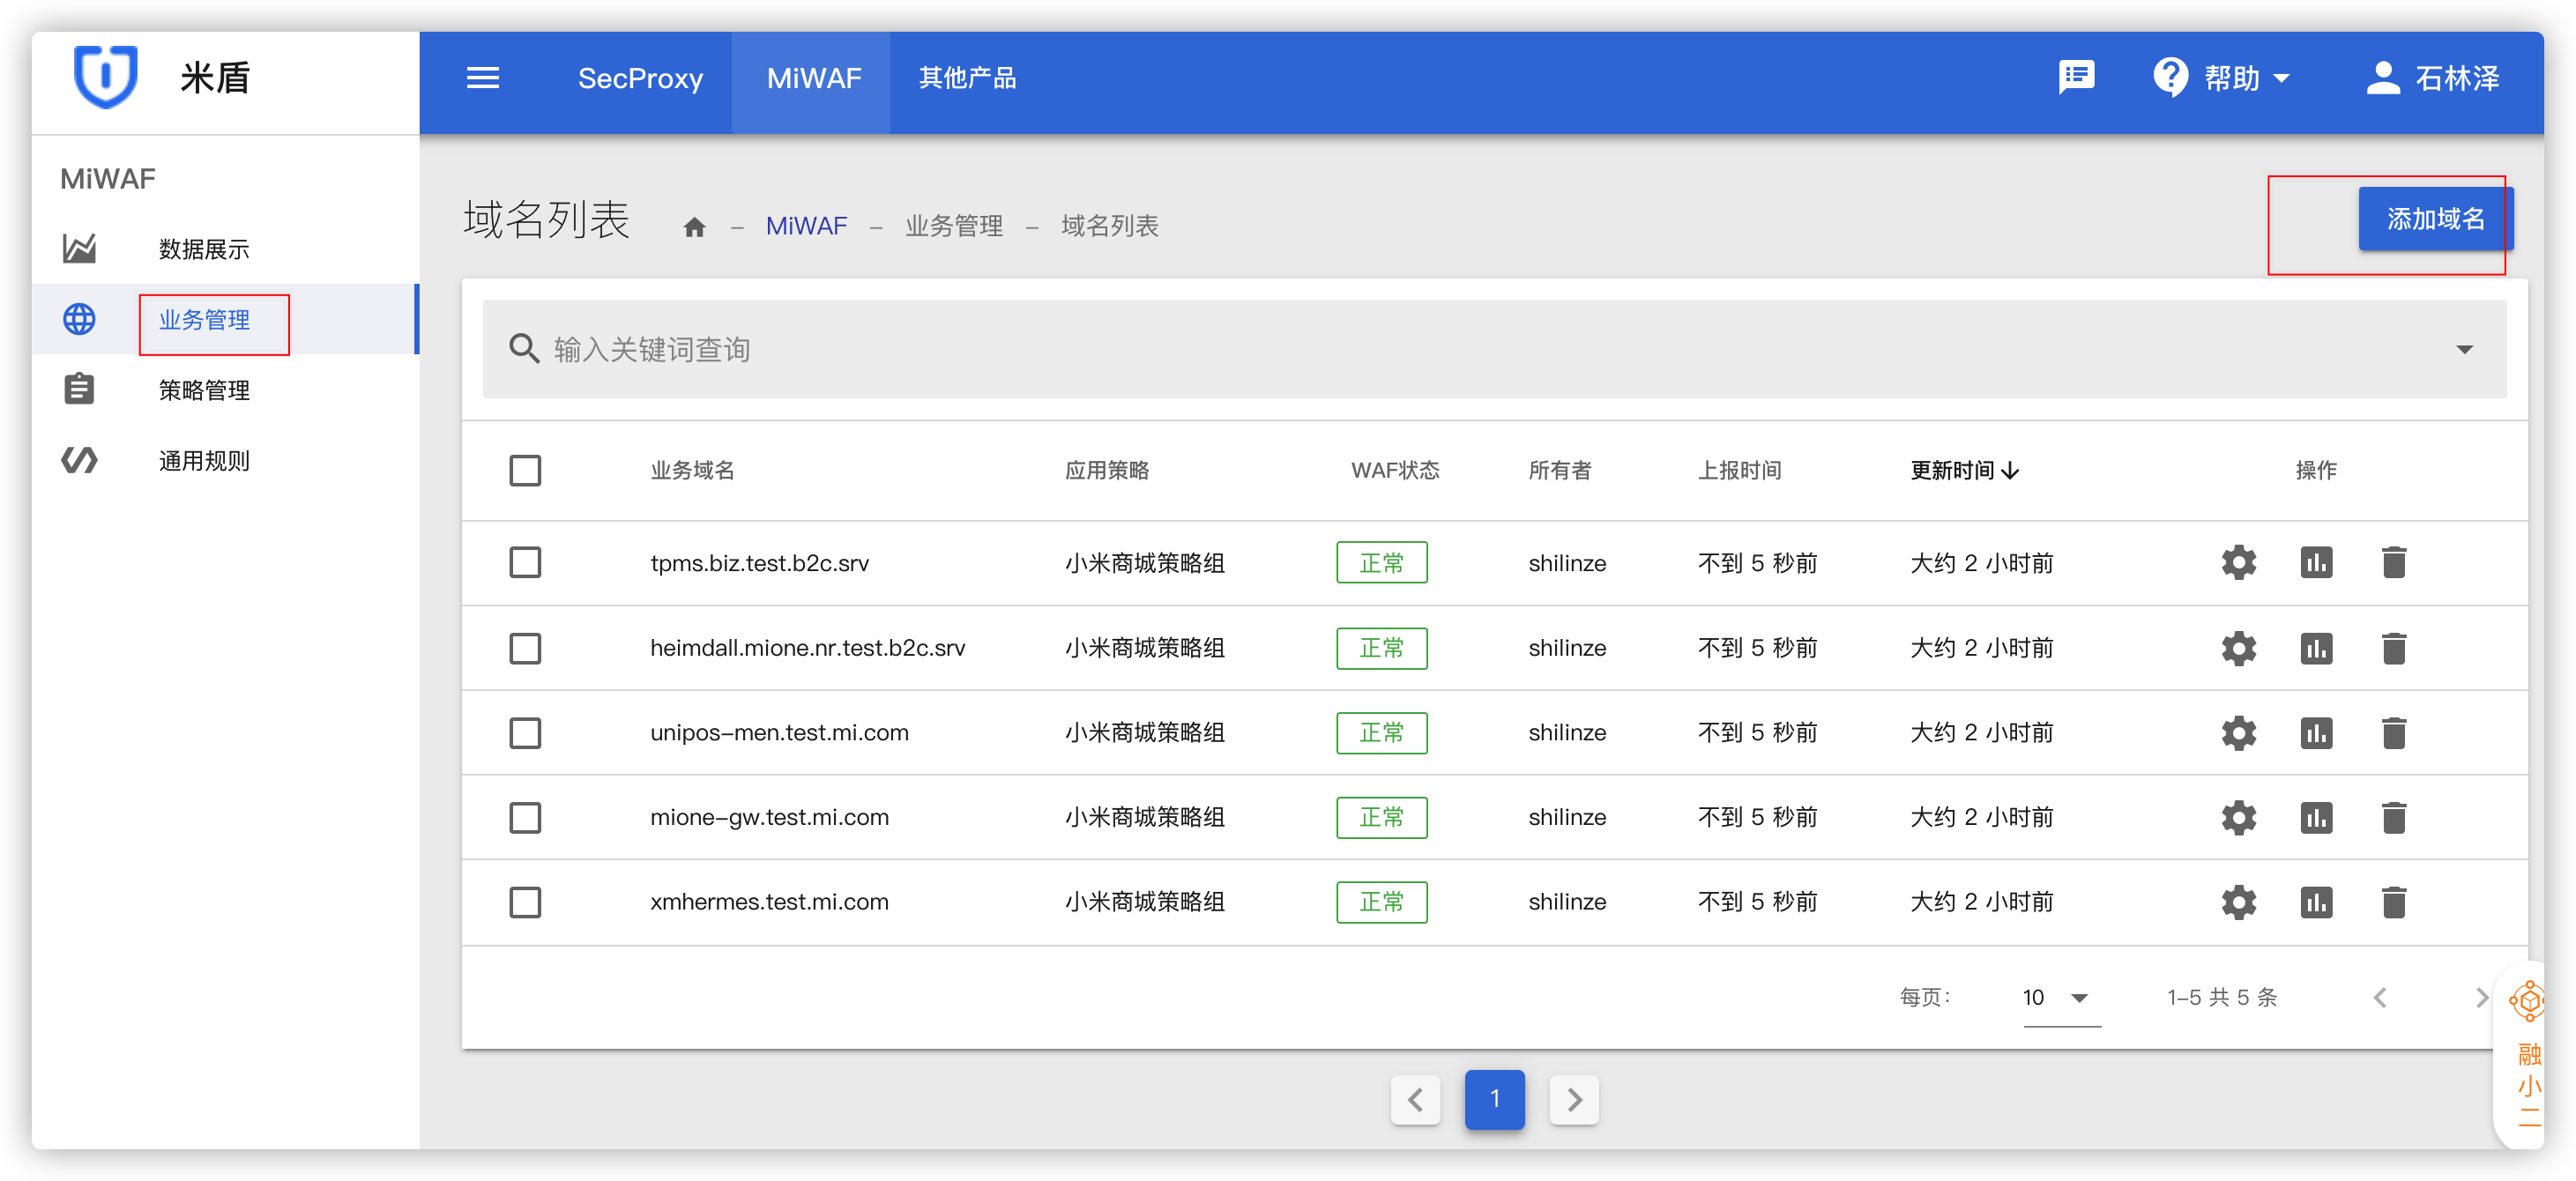 米盾
SecProxy MiWAF 其他产品 帮助 石林泽
MiWAF
数据展示
业务管理
策略管理
通用规则
域名列表 – MiWAF – 业务管理 – 域名列表
添加域名
输入关键词查询
业务域名 应用策略 WAF状态 所有者 上报时间 更新时间 操作
tpms.biz.test.b2c.srv 小米商城策略组 正常 shilinze 不到 5 秒前 大约 2 小时前
heimdall.mione.nr.test.b2c.srv 小米商城策略组 正常 shilinze 不到 5 秒前 大约 2 小时前
unipos-men.test.mi.com 小米商城策略组 正常 shilinze 不到 5 秒前 大约 2 小时前
mione-gw.test.mi.com 小米商城策略组 正常 shilinze 不到 5 秒前 大约 2 小时前
xmhermes.test.mi.com 小米商城策略组 正常 shilinze 不到 5 秒前 大约 2 小时前
每页: 10 1-5 共 5 条
1
融
小
二